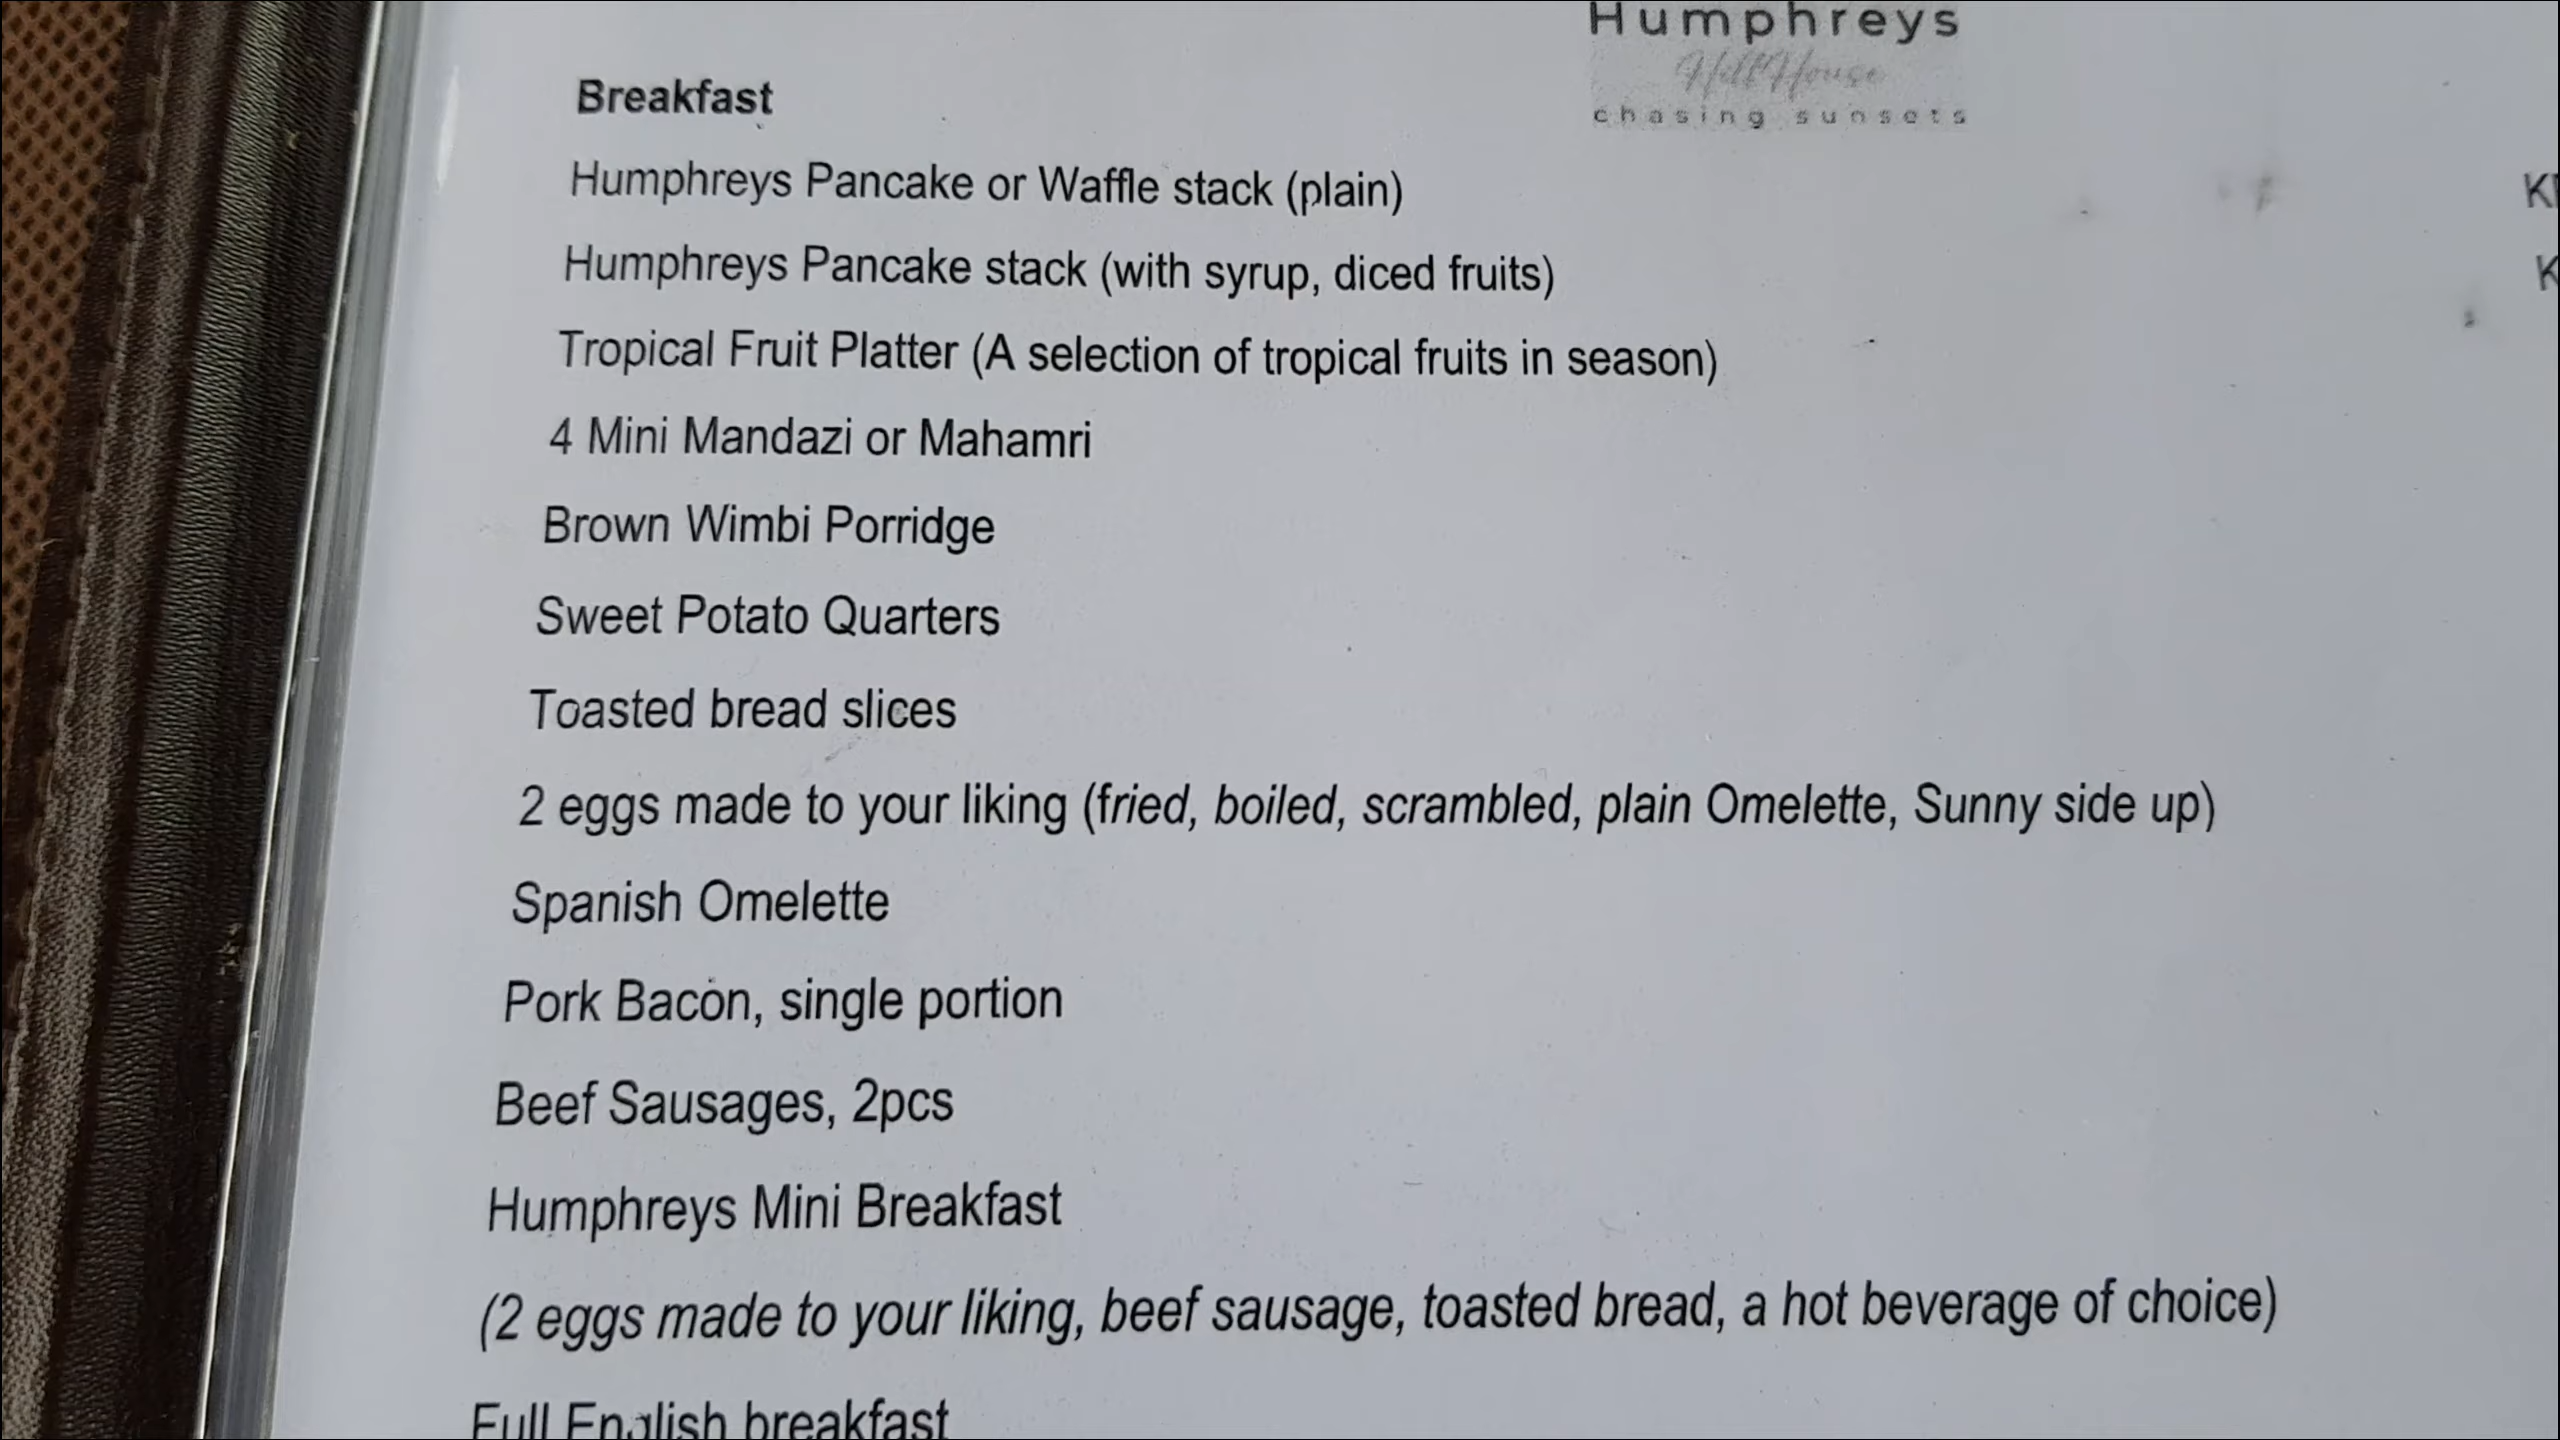 Humphreys
Hill House
chasing sunsets
Breakfast
Humphreys Pancake or Waffle stack (plain)
Humphreys Pancake stack (with syrup, diced fruits)
Tropical Fruit Platter (A selection of tropical fruits in season)
4 Mini Mandazi or Mahamri
Brown Wimbi Porridge
Sweet Potato Quarters
Toasted bread slices
2 eggs made to your liking (fried, boiled, scrambled, plain Omelette, Sunny side up)
Spanish Omelette
Pork Bacon, single portion
Beef Sausages, 2pcs
Humphreys Mini Breakfast
(2 eggs made to your liking, beef sausage, toasted bread, a hot beverage of choice)
Full English breakfast